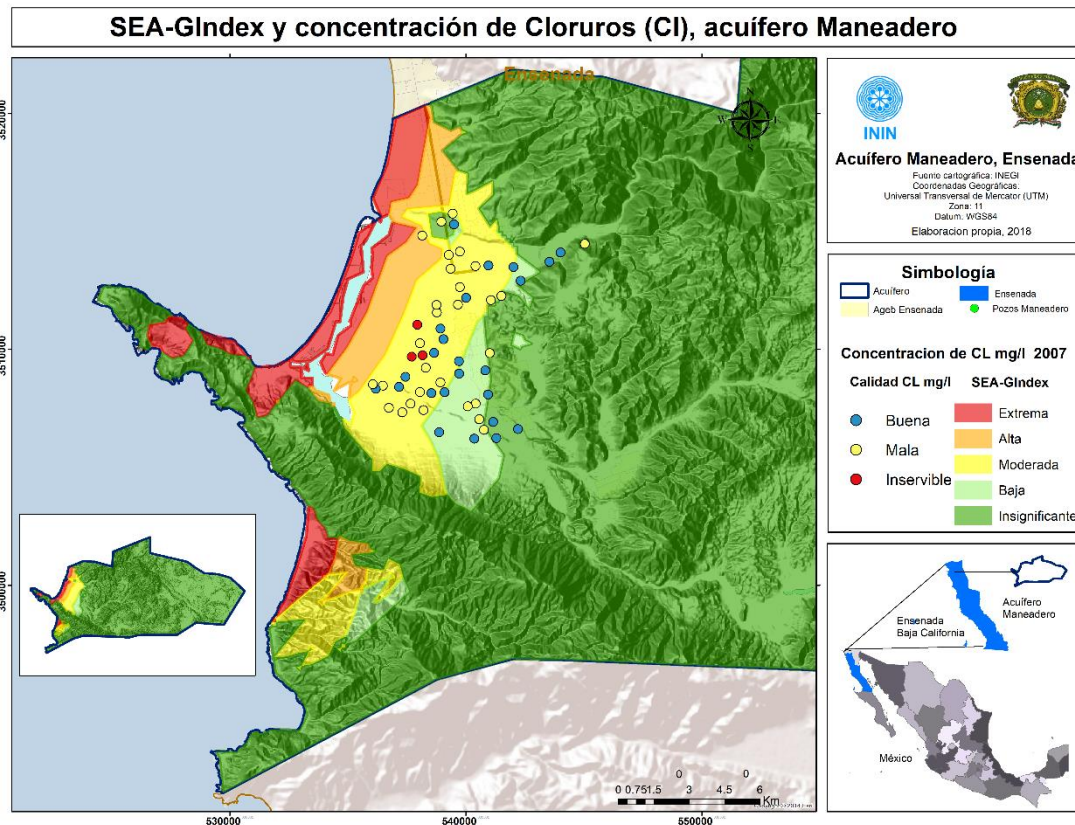 SEA-GIndex y concentración de Cloruros (Cl), acuífero Maneadero
Ensenada
3520000
3510000
3500000
530000
540000
550000
N
W
E
S
0 0
0 0.751.5 3 4.5 6
Km
ININ
Acuífero Maneadero, Ensenada
Fuente cartográfica: INEGI
Coordenadas Geográficas:
Universal Transversal de Mercator (UTM)
Zona: 11
Datum: WGS84
Elaboracion propia, 2018
Simbología
Acuífero
Ensenada
Ageb Ensenada
Pozos Maneadero
Concentracion de CL mg/l 2007
Calidad CL mg/l
SEA-GIndex
Buena
Mala
Inservible
Extrema
Alta
Moderada
Baja
Insignificante
Ensenada
Baja California
Acuífero
Maneadero
México